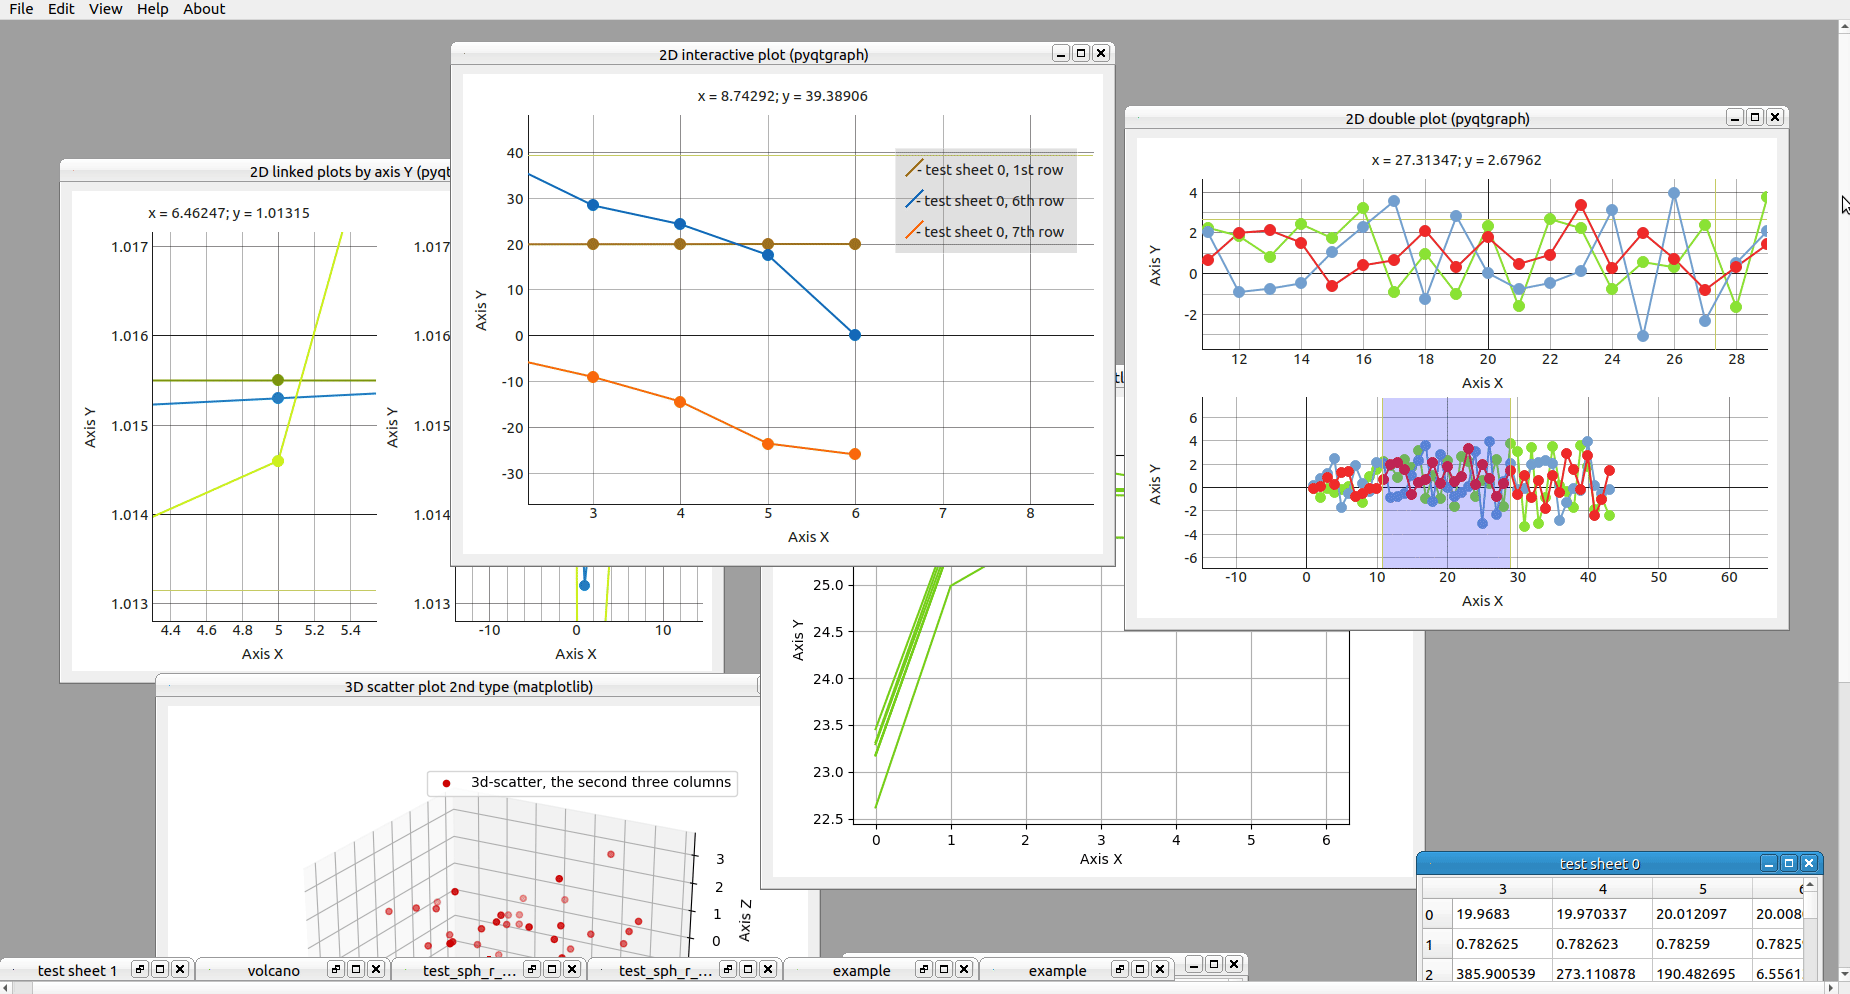 File Edit View Help About
2D interactive plot (pyqtgraph)
x = 8.74292; y = 39.38906
40
30
20
10
0
-10
-20
-30
Axis Y
- test sheet 0, 1st row
- test sheet 0, 6th row
- test sheet 0, 7th row
3 4 5 6 7 8
Axis X
2D double plot (pyqtgraph)
x = 27.31347; y = 2.67962
4
2
0
-2
Axis Y
12 14 16 18 20 22 24 26 28
Axis X
6
4
2
0
-2
-4
-6
Axis Y
-10 0 10 20 30 40 50 60
Axis X
2D linked plots by axis Y (pyqt
x = 6.46247; y = 1.01315
1.017
1.016
1.015
1.014
1.013
Axis Y
4.4 4.6 4.8 5 5.2 5.4
Axis X
1.017
1.016
1.015
1.014
1.013
Axis Y
-10 0 10
Axis X
tl
25.0
24.5
24.0
23.5
23.0
22.5
Axis Y
0 1 2 3 4 5 6
Axis X
3D scatter plot 2nd type (matplotlib)
3d-scatter, the second three columns
3
2
1
0
Axis Z
test sheet 0
3 4 5 6
0 19.9683 19.970337 20.012097 20.008
1 0.782625 0.782623 0.78259 0.7825
2 385.900539 273.110878 190.482695 6.5561
test sheet 1 volcano test_sph_r_... test_sph_r_... example example